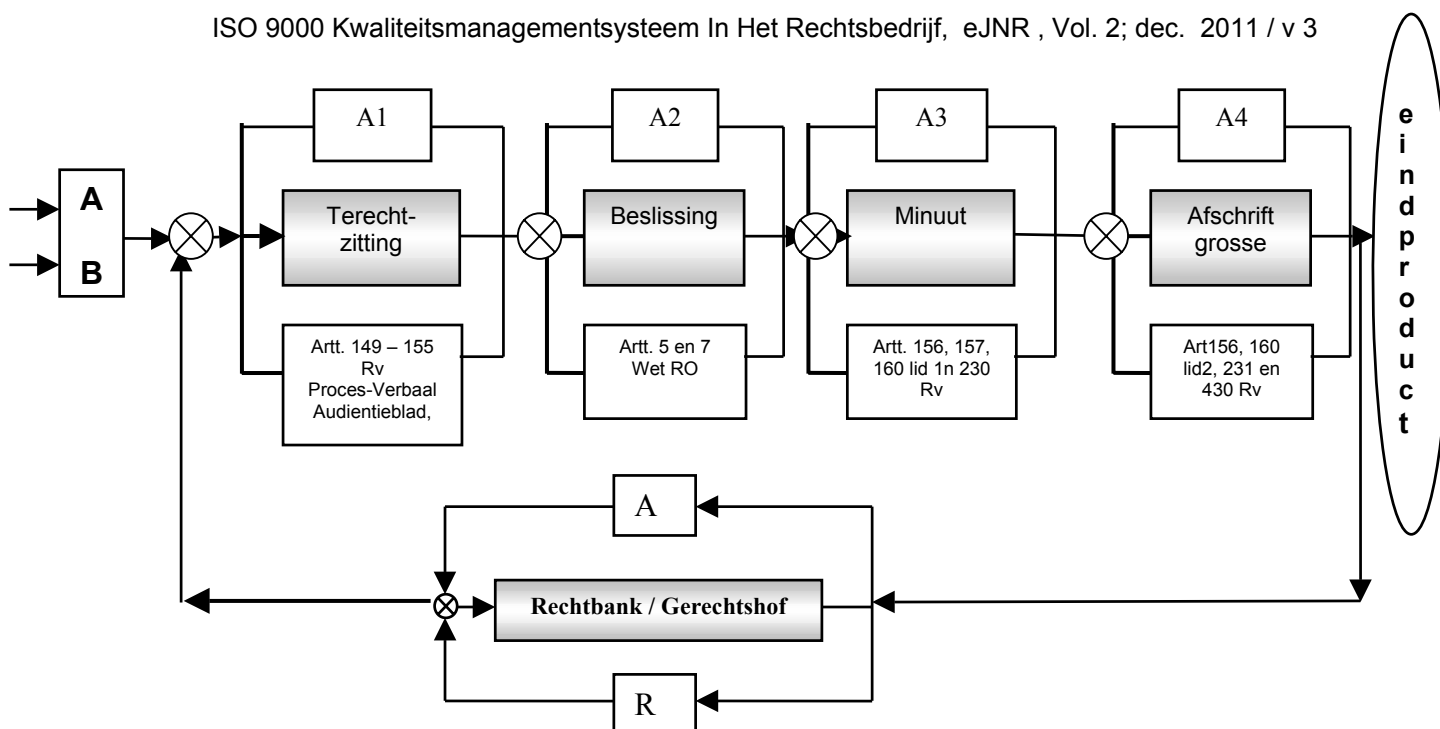 ISO 9000 Kwaliteitsmanagementsysteem In Het Rechtsbedrijf, eJNR , Vol. 2; dec. 2011 / v 3
A
B
A1
Terecht-
zitting
Artt. 149 – 155
Rv
Proces-Verbaal
Audientieblad,
A2
Beslissing
Artt. 5 en 7
Wet RO
A3
Minuut
Artt. 156, 157,
160 lid 1n 230
Rv
A4
Afschrift
grosse
Art156, 160
lid2, 231 en
430 Rv
eindproduct
A
Rechtbank / Gerechtshof
R